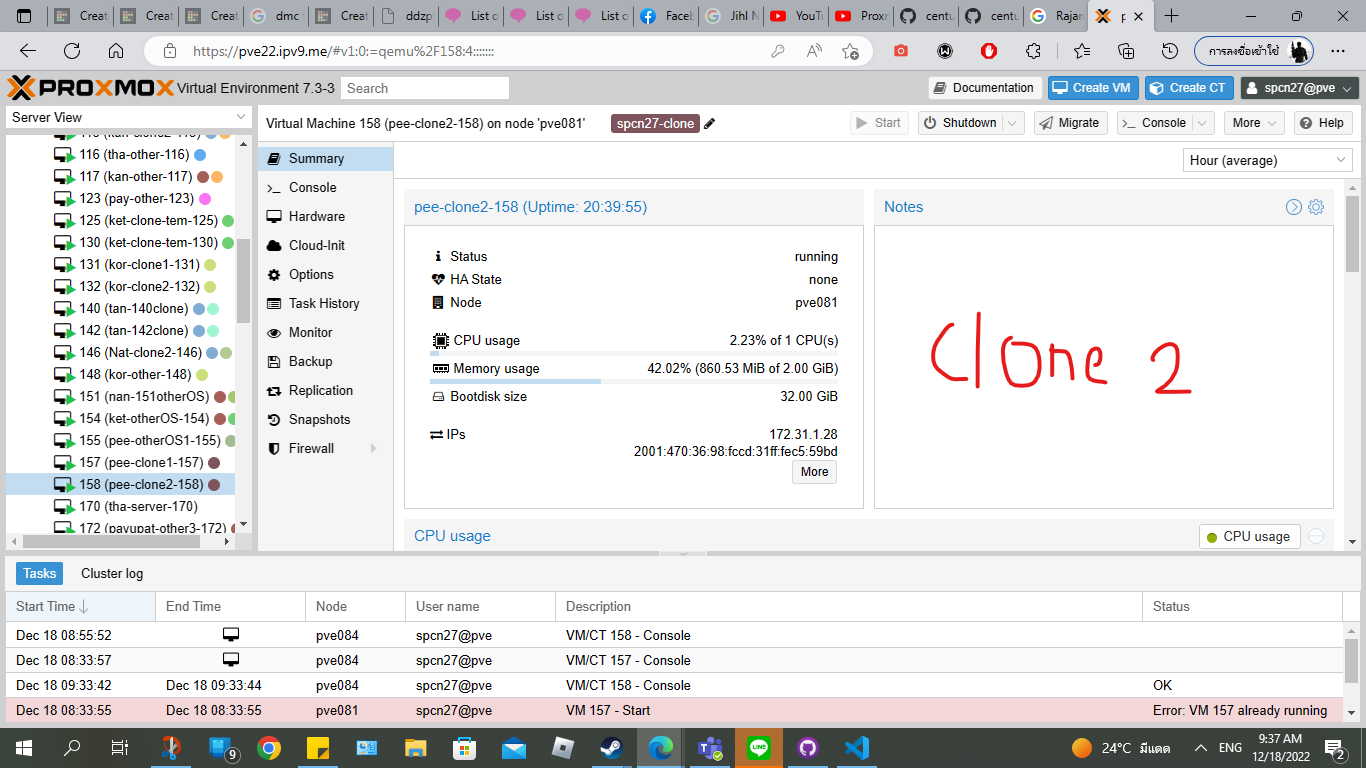 Creat
Creat
Creat
dmc
Creat
ddzp
List c
List c
List c
Faceb
Jihl N
YouTu
Proxm
centu
centu
Rajan
p
https://pve22.ipv9.me/#v1:0:=qemu%2F158:4:::::::
การลงชื่อเข้าใช้
PROXMOX Virtual Environment 7.3-3
Search
Documentation
Create VM
Create CT
spcn27@pve
Server View
Virtual Machine 158 (pee-clone2-158) on node 'pve081'
spcn27-clone
Start
Shutdown
Migrate
Console
More
Help
116 (tha-other-116)
117 (kan-other-117)
123 (pay-other-123)
125 (ket-clone-tem-125)
130 (ket-clone-tem-130)
131 (kor-clone1-131)
132 (kor-clone2-132)
140 (tan-140clone)
142 (tan-142clone)
146 (Nat-clone2-146)
148 (kor-other-148)
151 (nan-151otherOS)
154 (ket-otherOS-154)
155 (pee-otherOS1-155)
157 (pee-clone1-157)
158 (pee-clone2-158)
170 (tha-server-170)
172 (payupat-other3-172)
Summary
Console
Hardware
Cloud-Init
Options
Task History
Monitor
Backup
Replication
Snapshots
Firewall
Hour (average)
pee-clone2-158 (Uptime: 20:39:55)
Status running
HA State none
Node pve081
CPU usage 2.23% of 1 CPU(s)
Memory usage 42.02% (860.53 MiB of 2.00 GiB)
Bootdisk size 32.00 GiB
IPs 172.31.1.28
2001:470:36:98:fccd:31ff:fec5:59bd
More
Notes
Clone 2
CPU usage
CPU usage
Tasks
Cluster log
Start Time End Time Node User name Description Status
Dec 18 08:55:52 pve084 spcn27@pve VM/CT 158 - Console
Dec 18 08:33:57 pve084 spcn27@pve VM/CT 157 - Console
Dec 18 09:33:42 Dec 18 09:33:44 pve084 spcn27@pve VM/CT 158 - Console OK
Dec 18 08:33:55 Dec 18 08:33:55 pve081 spcn27@pve VM 157 - Start Error: VM 157 already running
9
LINE
24°C มีแดด
ENG
9:37 AM
12/18/2022
2